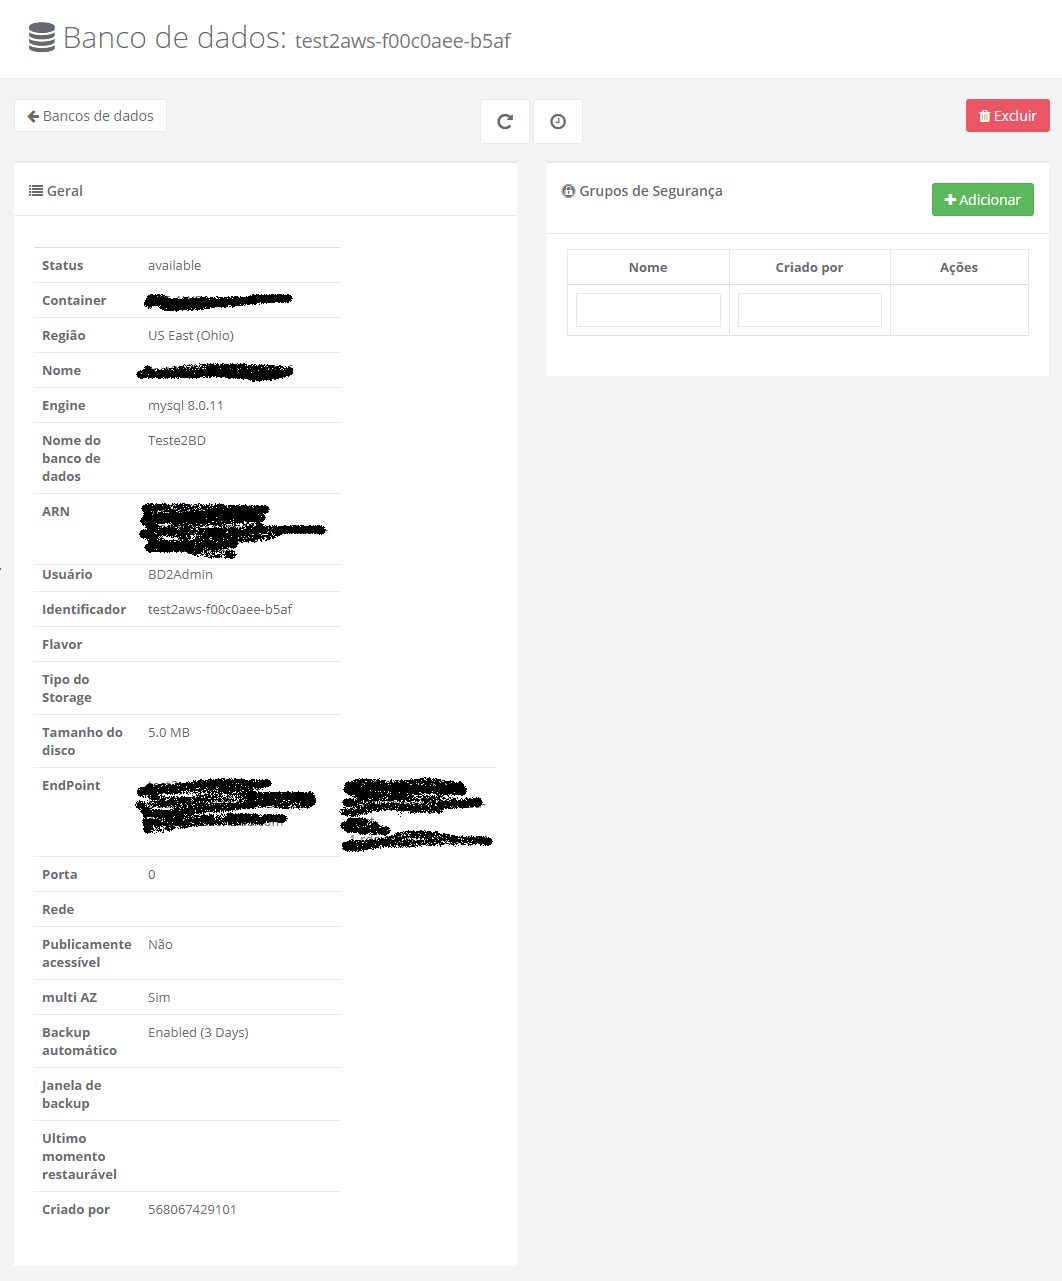 Banco de dados: test2aws-f00c0aee-b5af
Bancos de dados
Excluir
Geral
Status available
Container
Região US East (Ohio)
Nome
Engine mysql 8.0.11
Nome do Teste2BD
banco de
dados
ARN
Usuário BD2Admin
Identificador test2aws-f00c0aee-b5af
Flavor
Tipo do
Storage
Tamanho do 5.0 MB
disco
EndPoint
Porta 0
Rede
Publicamente Não
acessível
multi AZ Sim
Backup Enabled (3 Days)
automático
Janela de
backup
Ultimo
momento
restaurável
Criado por 568067429101
Grupos de Segurança
Adicionar
Nome Criado por Ações